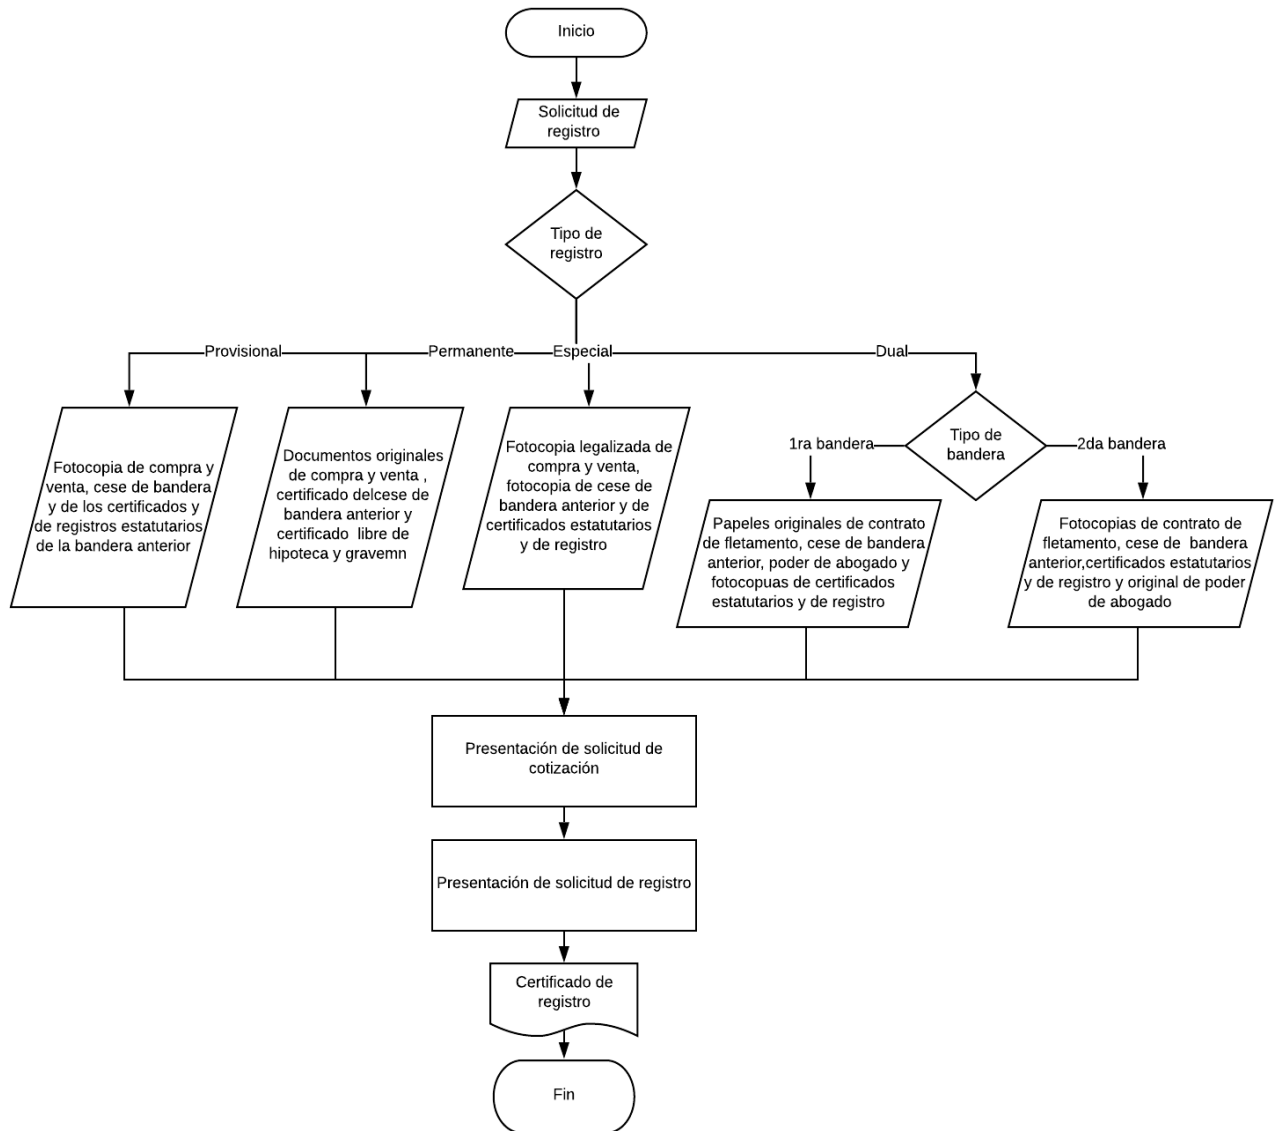 Inicio
Solicitud de
registro
Tipo de
registro
Provisional
Permanente
Especial
Dual
Fotocopia de compra y
venta, cese de bandera
y de los certificados y
de registros estatutarios
de la bandera anterior
Documentos originales
de compra y venta ,
certificado delcese de
bandera anterior y
certificado libre de
hipoteca y gravemn
Fotocopia legalizada de
compra y venta,
fotocopia de cese de
bandera anterior y de
certificados estatutarios
y de registro
Tipo de
bandera
1ra bandera
2da bandera
Papeles originales de contrato
de fletamento, cese de bandera
anterior, poder de abogado y
fotocopuas de certificados
estatutarios y de registro
Fotocopias de contrato de
fletamento, cese de bandera
anterior,certificados estatutarios
y de registro y original de poder
de abogado
Presentación de solicitud de
cotización
Presentación de solicitud de registro
Certificado de
registro
Fin